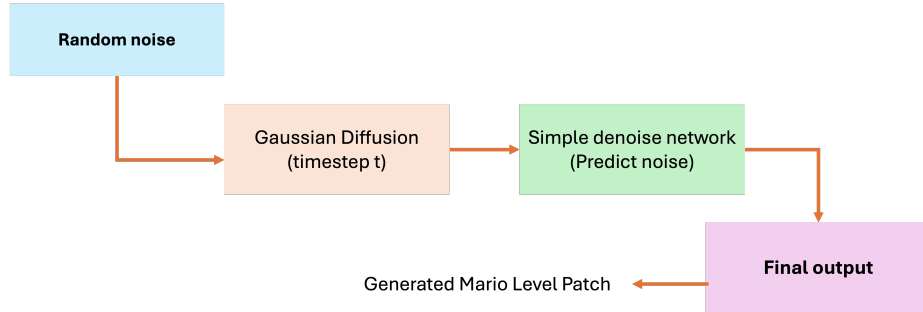 Random noise
Gaussian Diffusion
(timestep t)
Simple denoise network
(Predict noise)
Final output
Generated Mario Level Patch